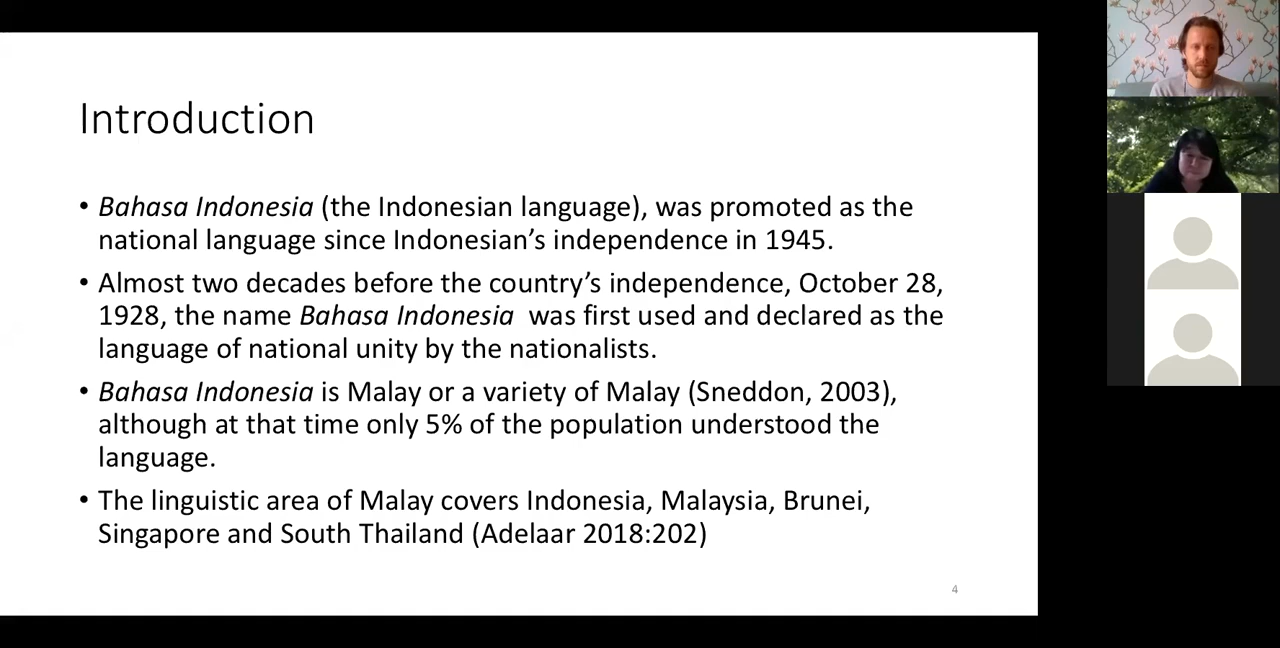 Introduction
• Bahasa Indonesia (the Indonesian language), was promoted as the
national language since Indonesian’s independence in 1945.
• Almost two decades before the country’s independence, October 28,
1928, the name Bahasa Indonesia  was first used and declared as the
language of national unity by the nationalists.
• Bahasa Indonesia is Malay or a variety of Malay (Sneddon, 2003),
although at that time only 5% of the population understood the
language.
• The linguistic area of Malay covers Indonesia, Malaysia, Brunei,
Singapore and South Thailand (Adelaar 2018:202)
4